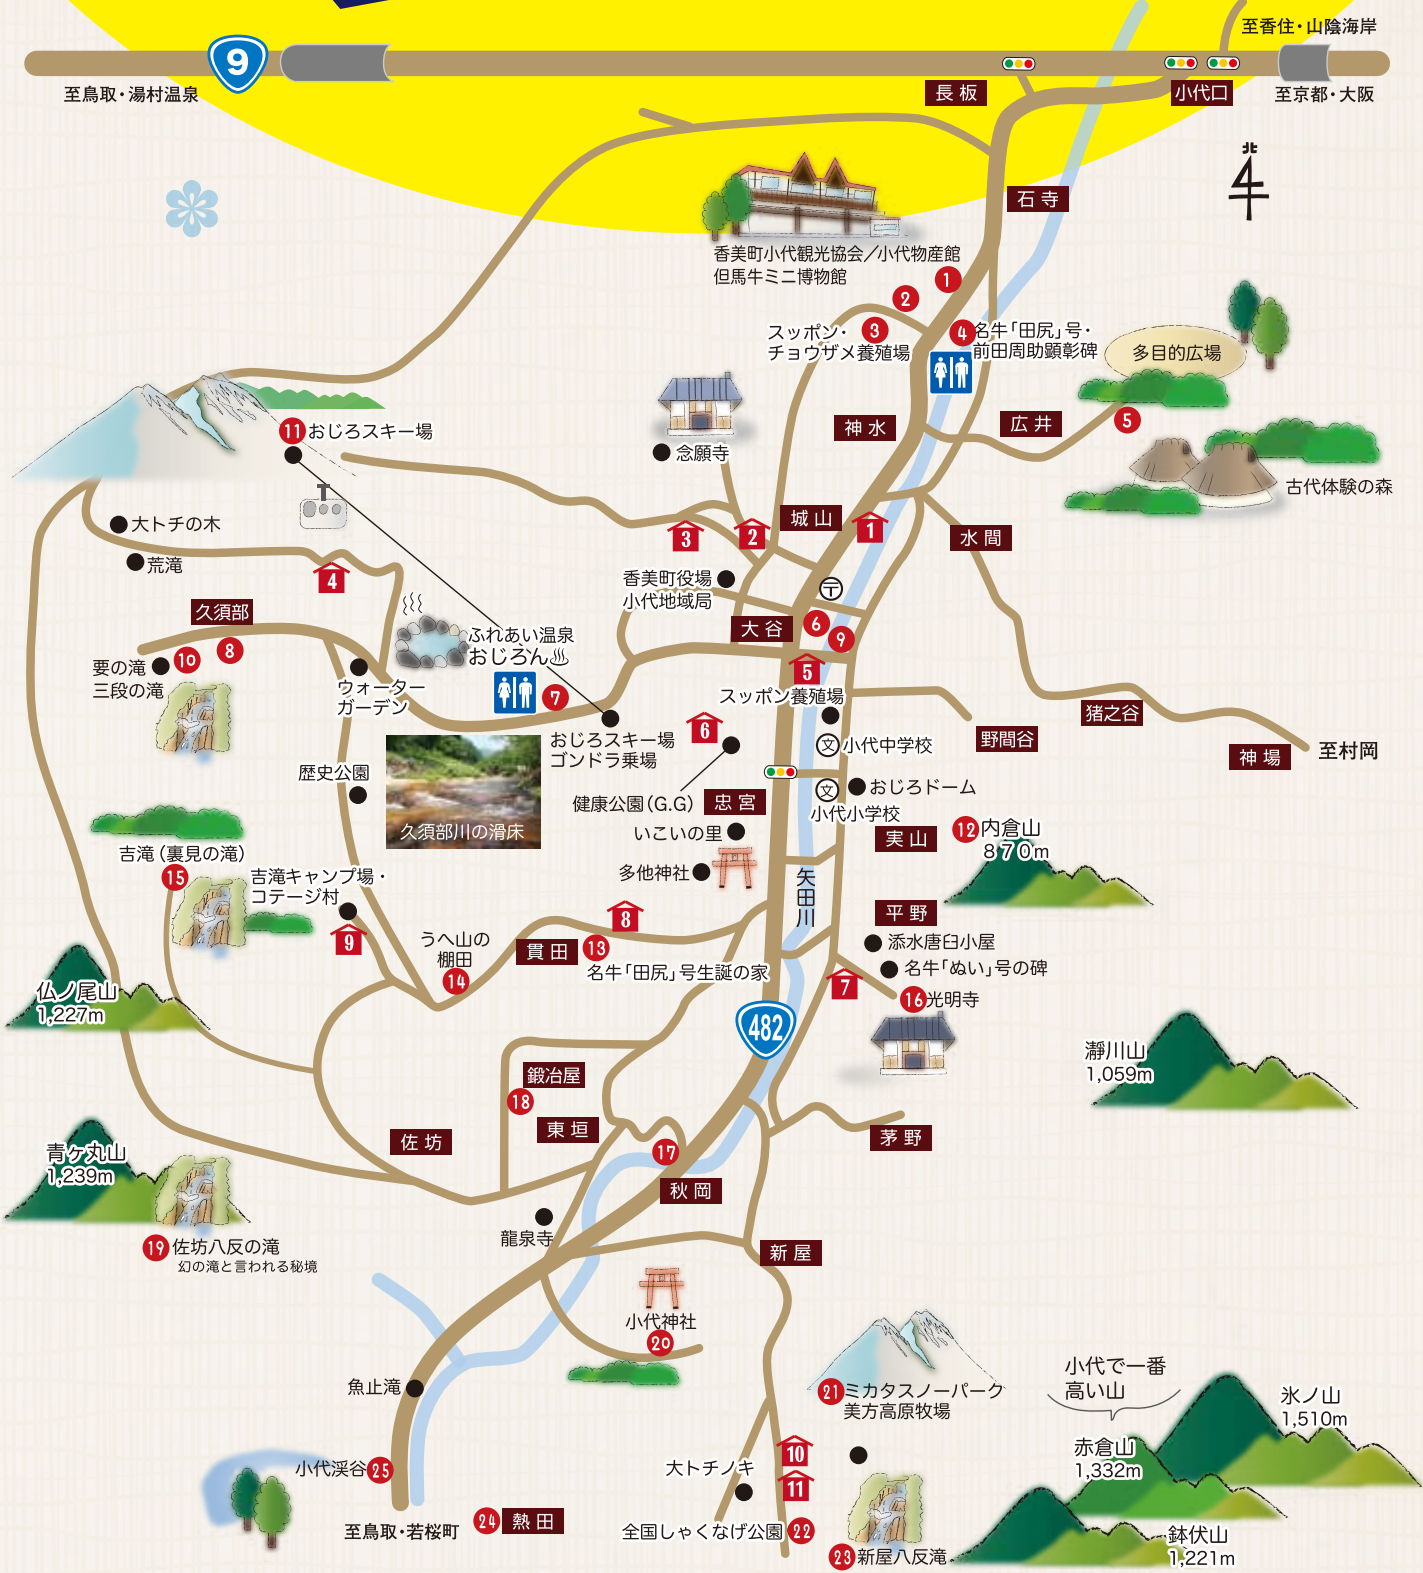 至香住・山陰海岸
9
至鳥取・湯村温泉
長板
小代口
至京都・大阪
北
石寺
香美町小代観光協会／小代物産館
但馬牛ミニ博物館
1
2
スッポン・
チョウザメ養殖場
3
4
名牛「田尻」号・
前田周助顕彰碑
多目的広場
神水
広井
5
11
おじろスキー場
念願寺
古代体験の森
大トチの木
荒滝
4
3
2
城山
1
水間
香美町役場
小代地域局
〒
久須部
8
要の滝
三段の滝
10
ウォーター
ガーデン
ふれあい温泉
おじろん♨
7
大谷
6
9
5
スッポン養殖場
おじろスキー場
ゴンドラ乗場
6
文
小代中学校
野間谷
猪之谷
神場
至村岡
歴史公園
久須部川の滑床
健康公園（G.G）
忠宮
文
小代小学校
おじろドーム
いこいの里
多他神社
実山
12
内倉山
870m
矢田川
平野
吉滝（裏見の滝）
15
吉滝キャンプ場・
コテージ村
9
うへ山の
棚田
14
貫田
8
13
名牛「田尻」号生誕の家
添水唐臼小屋
名牛「ぬい」号の碑
7
16
光明寺
仏ノ尾山
1,227m
482
瀞川山
1,059m
鍛冶屋
18
東垣
佐坊
17
茅野
青ヶ丸山
1,239m
秋岡
19
佐坊八反の滝
幻の滝と言われる秘境
龍泉寺
新屋
小代神社
20
魚止滝
21
ミカタスノーパーク
美方高原牧場
小代で一番
高い山
氷ノ山
1,510m
赤倉山
1,332m
小代渓谷
25
大トチノキ
10
11
至鳥取・若桜町
24
熱田
全国しゃくなげ公園
22
23
新屋八反滝
鉢伏山
1,221m